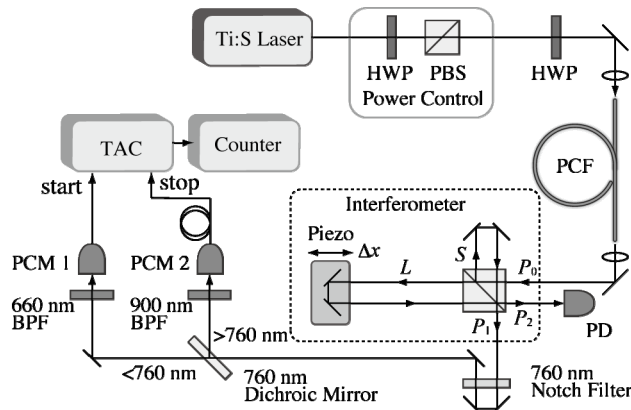 Ti:S Laser
HWP
PBS
HWP
Power Control
TAC
Counter
PCF
start
stop
Interferometer
Piezo
Δx
S
L
P₀
PCM 1
PCM 2
660 nm
BPF
900 nm
BPF
P₁
P₂
PD
>760 nm
<760 nm
760 nm
Dichroic Mirror
760 nm
Notch Filter